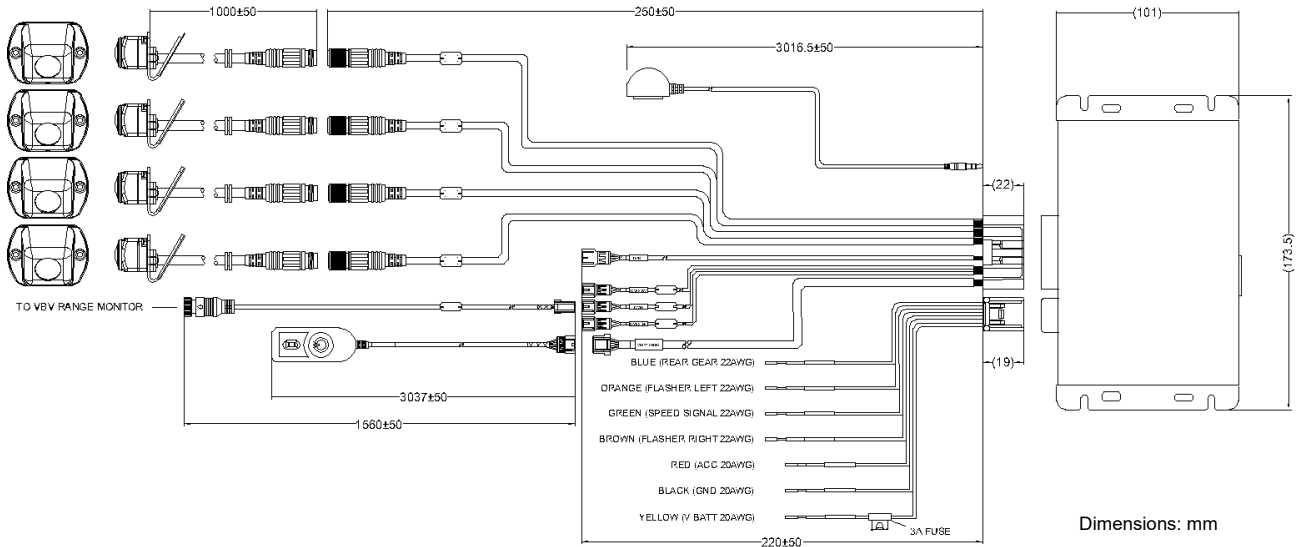 1000±50
250±50
(101)
3016.5±50
(22)
(173.5)
TO VBV RANGE MONITOR
(19)
BLUE (REAR GEAR 22AWG)
ORANGE (FLASHER LEFT 22AWG)
3037±50
GREEN (SPEED SIGNAL 22AWG)
1560±50
BROWN (FLASHER RIGHT 22AWG)
RED (ACC 20AWG)
BLACK (GND 20AWG)
YELLOW (V BATT 20AWG)
3A FUSE
Dimensions: mm
220±50